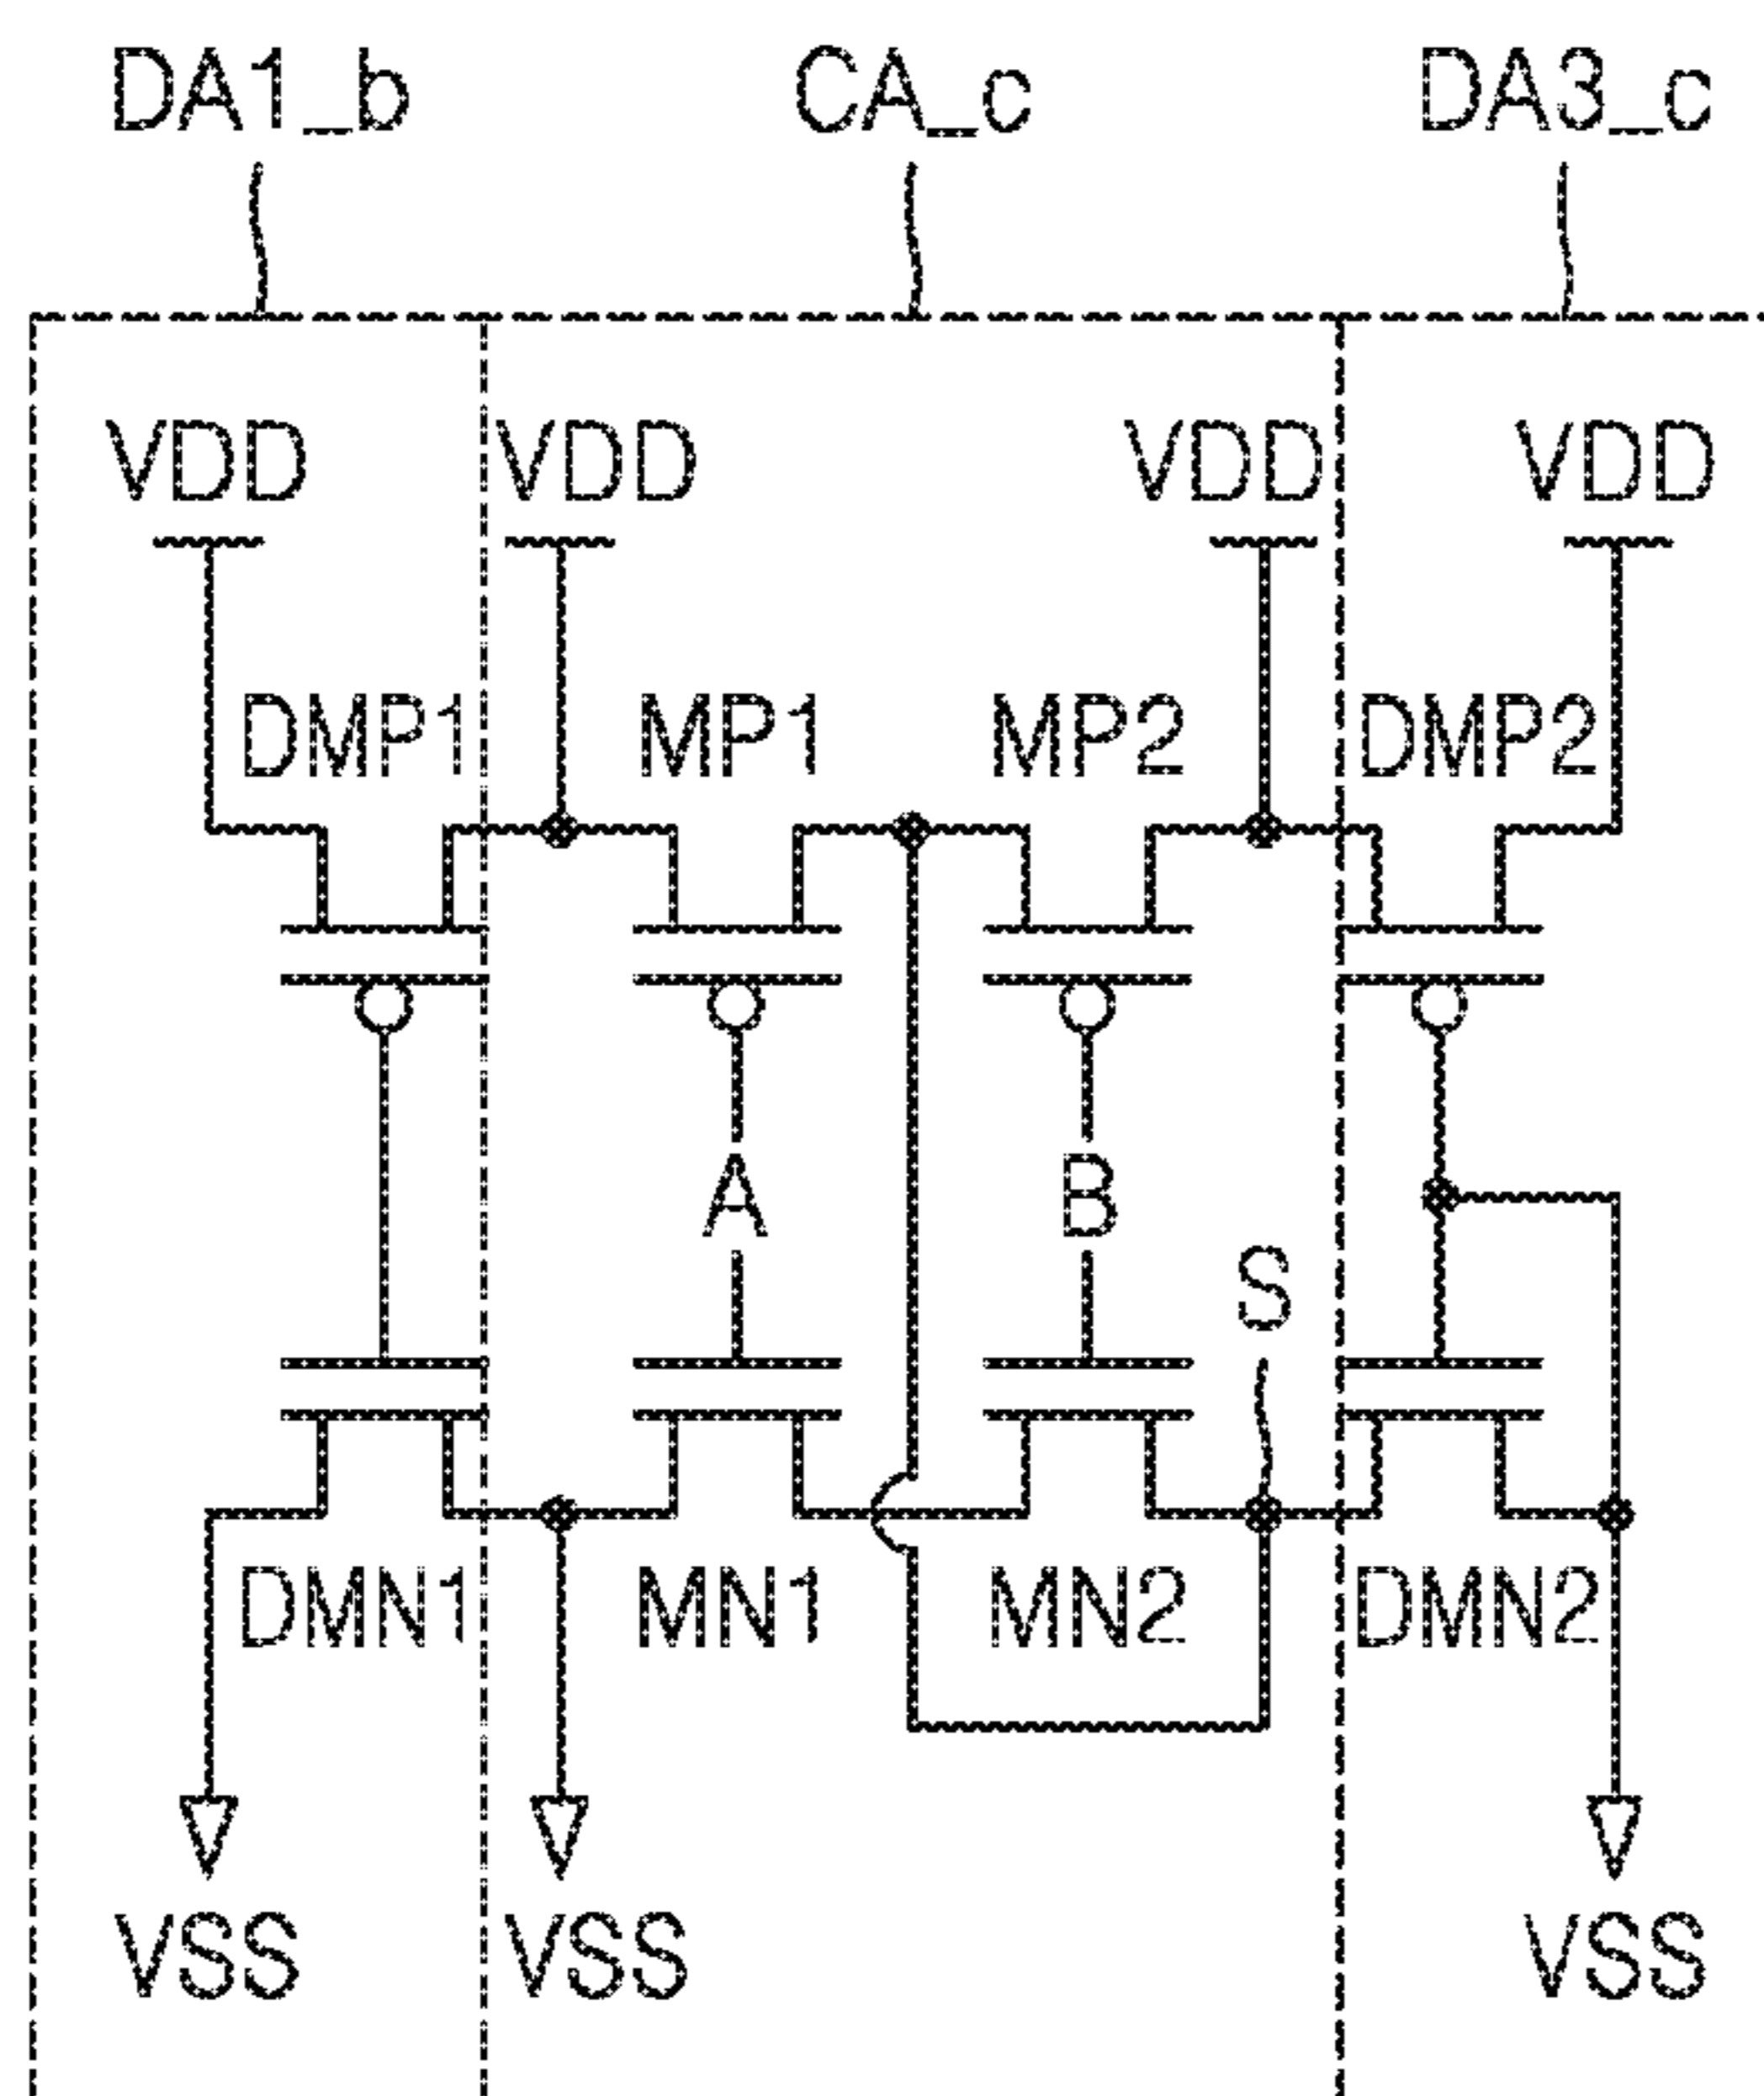 DA1_b CA_c DA3_c
VDD VDD VDD VDD
DMP1 MP1 MP2 DMP2
A B
S
DMN1 MN1 MN2 DMN2
VSS VSS VSS